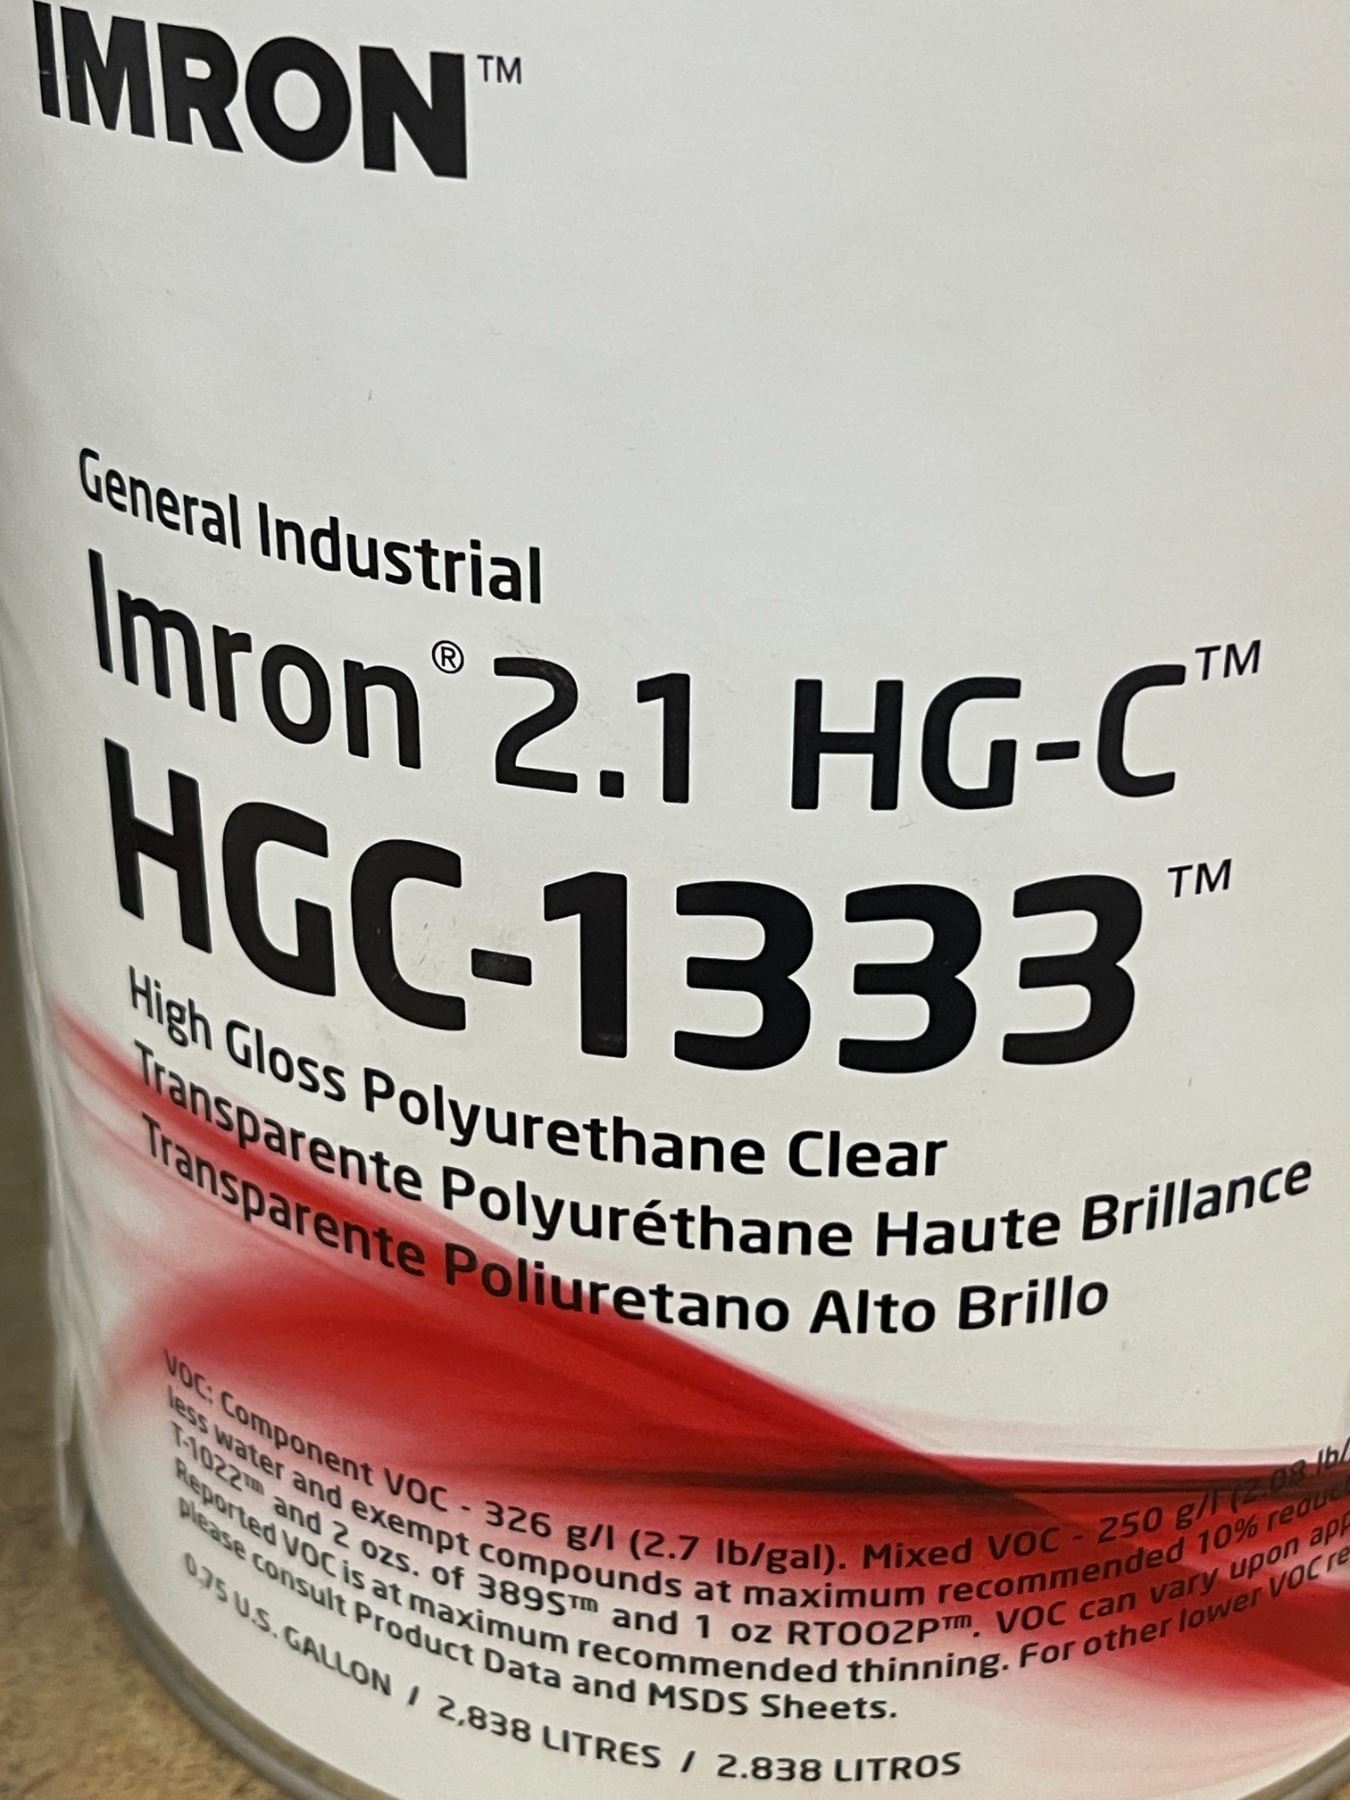 IMRON™
General Industrial
Imron® 2.1 HG-C™
HGC-1333™
High Gloss Polyurethane Clear
Transparente Polyuréthane Haute Brillance
Transparente Poliuretano Alto Brillo
VOC: Component VOC - 326 g/l (2.7 lb/gal). Mixed VOC - 250 g/l (2.08 lb/
less water and exempt compounds at maximum recommended 10%
T-1022™ and 2 ozs. of 389S™ and 1 oz RT002P™. VOC can vary upon
Reported VOC is at maximum recommended thinning. For other lower VOC
please consult Product Data and MSDS Sheets.
0,75 U.S. GALLON / 2,838 LITRES / 2.838 LITROS